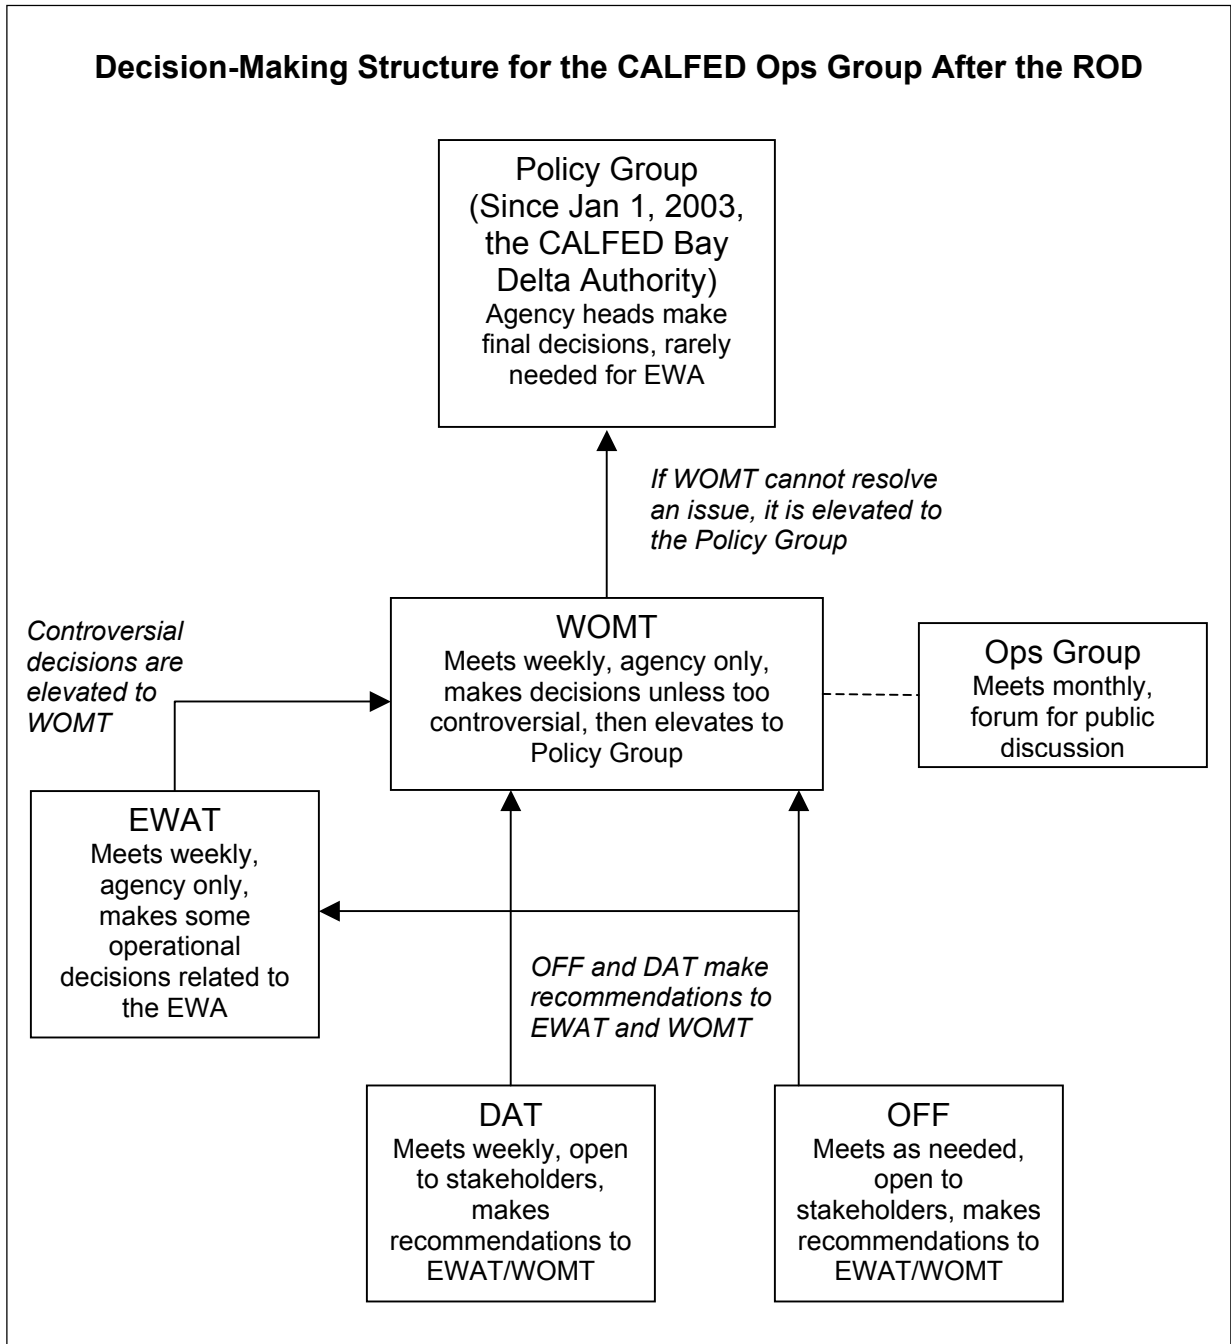 Decision-Making Structure for the CALFED Ops Group After the ROD
Policy Group
(Since Jan 1, 2003,
the CALFED Bay
Delta Authority)
Agency heads make
final decisions, rarely
needed for EWA
If WOMT cannot resolve
an issue, it is elevated to
the Policy Group
Controversial
decisions are
elevated to
WOMT
WOMT
Meets weekly, agency only,
makes decisions unless too
controversial, then elevates to
Policy Group
Ops Group
Meets monthly,
forum for public
discussion
EWAT
Meets weekly,
agency only,
makes some
operational
decisions related to
the EWA
OFF and DAT make
recommendations to
EWAT and WOMT
DAT
Meets weekly, open
to stakeholders,
makes
recommendations to
EWAT/WOMT
OFF
Meets as needed,
open to
stakeholders, makes
recommendations to
EWAT/WOMT